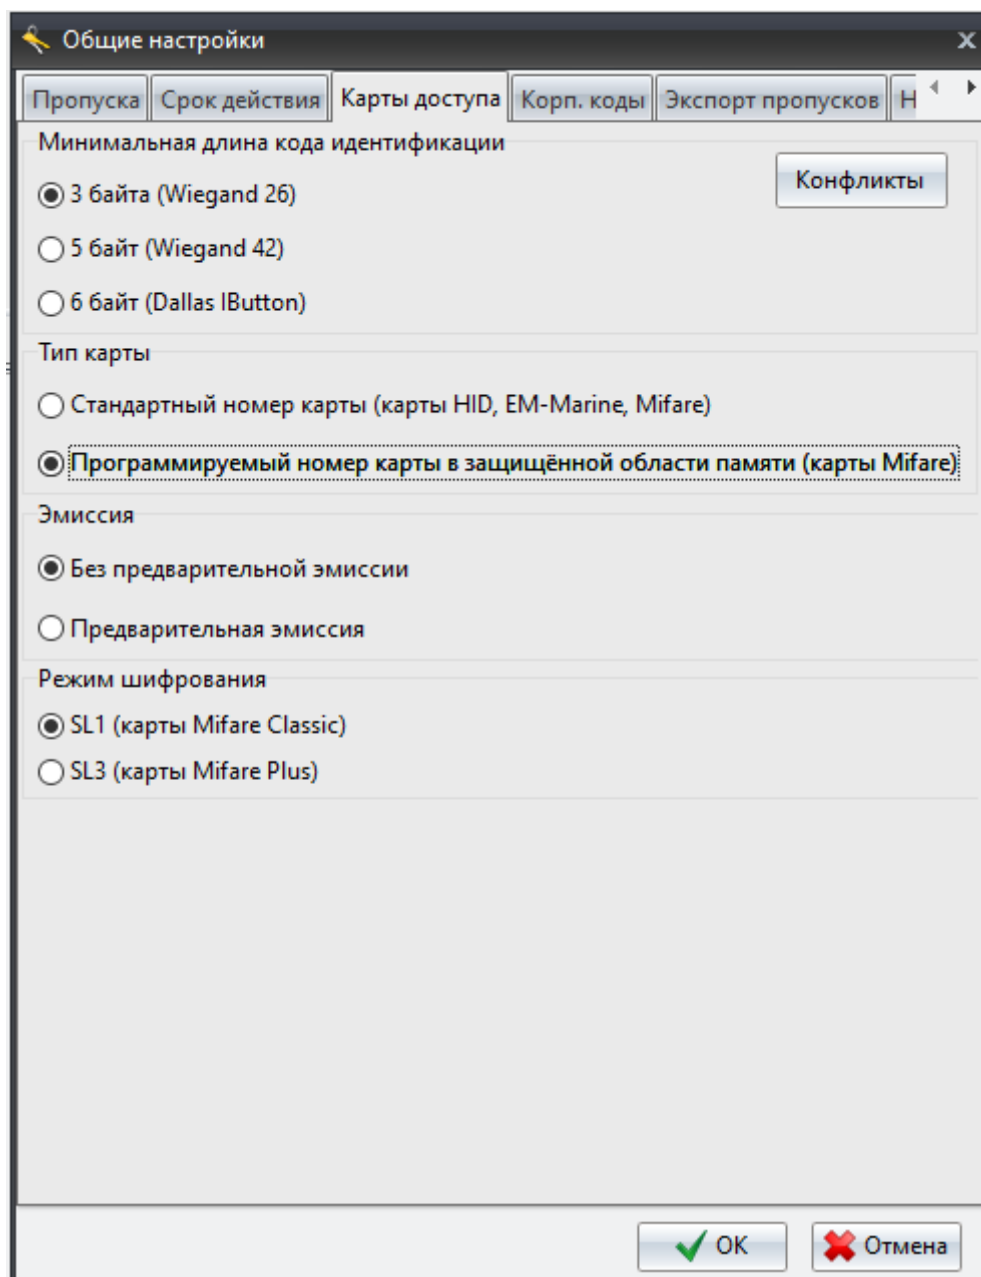 Общие настройки
Пропуска Срок действия Карты доступа Корп. коды Экспорт пропусков Н
Минимальная длина кода идентификации
Конфликты
3 байта (Wiegand 26)
5 байт (Wiegand 42)
6 байт (Dallas IButton)
Тип карты
Стандартный номер карты (карты HID, EM-Marine, Mifare)
Программируемый номер карты в защищённой области памяти (карты Mifare)
Эмиссия
Без предварительной эмиссии
Предварительная эмиссия
Режим шифрования
SL1 (карты Mifare Classic)
SL3 (карты Mifare Plus)
OK Отмена